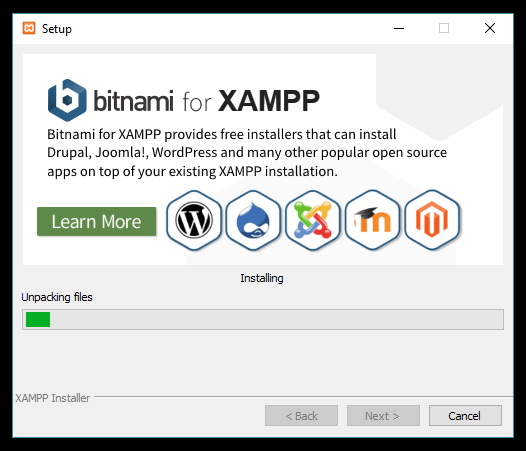 Setup
bitnami for XAMPP
Bitnami for XAMPP provides free installers that can install
Drupal, Joomla!, WordPress and many other popular open source
apps on top of your existing XAMPP installation.
Learn More
Installing
Unpacking files
XAMPP Installer
< Back
Next >
Cancel